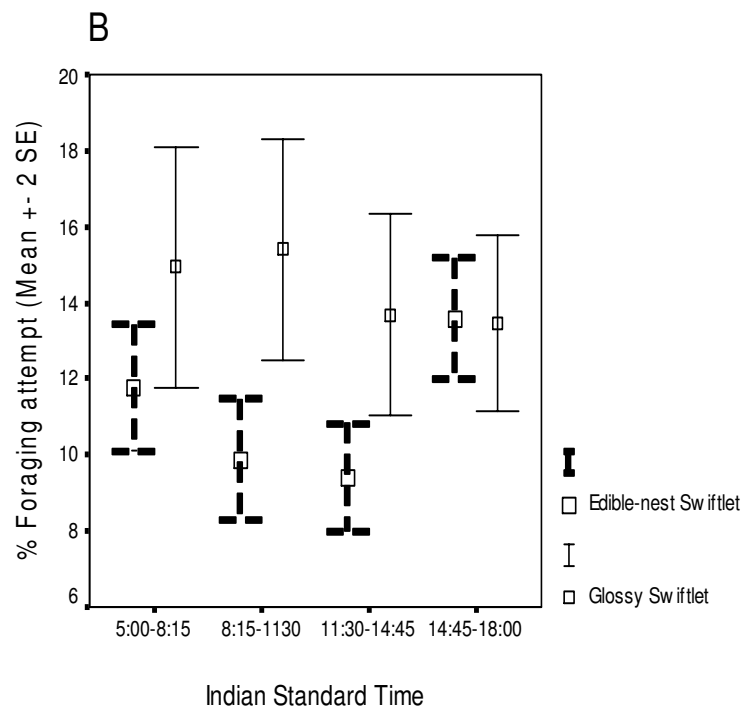 B
% Foraging attempt (Mean +- 2 SE)
20
18
16
14
12
10
8
6
5:00-8:15 8:15-1130 11:30-14:45 14:45-18:00
Indian Standard Time
Edible-nest Swiftlet
Glossy Swiftlet